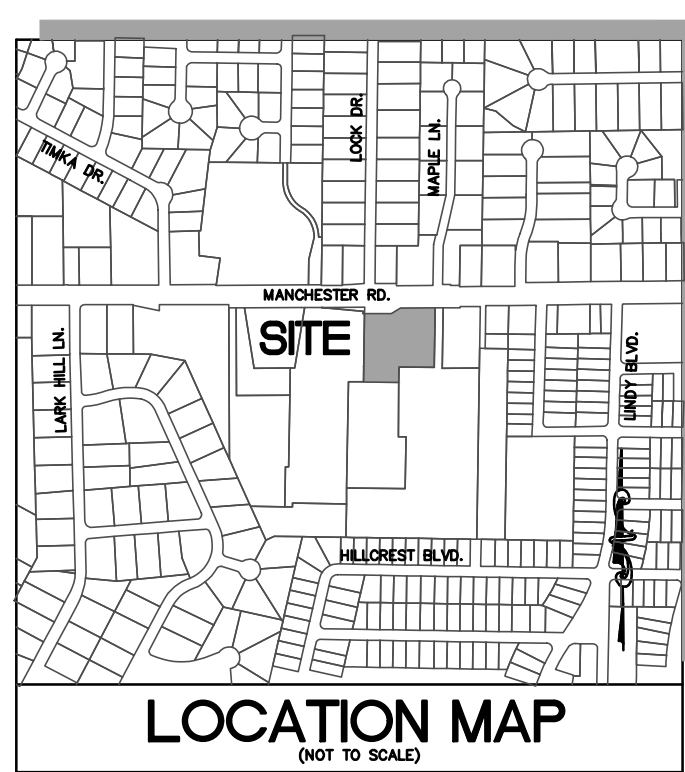 TIMKA DR.
LOCK DR.
MAPLE LN.
MANCHESTER RD.
SITE
LARK HILL LN.
LINDY BLVD.
HILLCREST BLVD.
LOCATION MAP
(NOT TO SCALE)